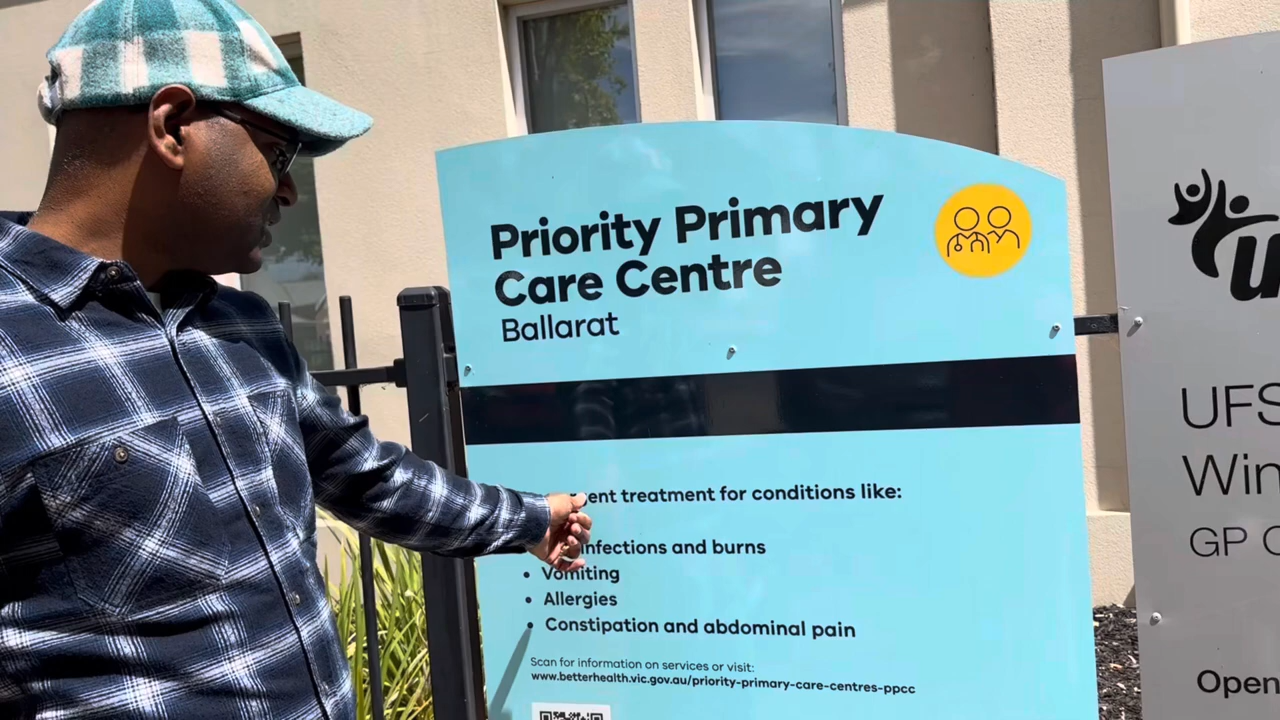 Priority Primary
Care Centre
Ballarat
treatment for conditions like:
infections and burns
• Vomiting
• Allergies
• Constipation and abdominal pain
Scan for information on services or visit:
www.betterhealth.vic.gov.au/priority-primary-care-centres-ppcc
UFS
GP
Open